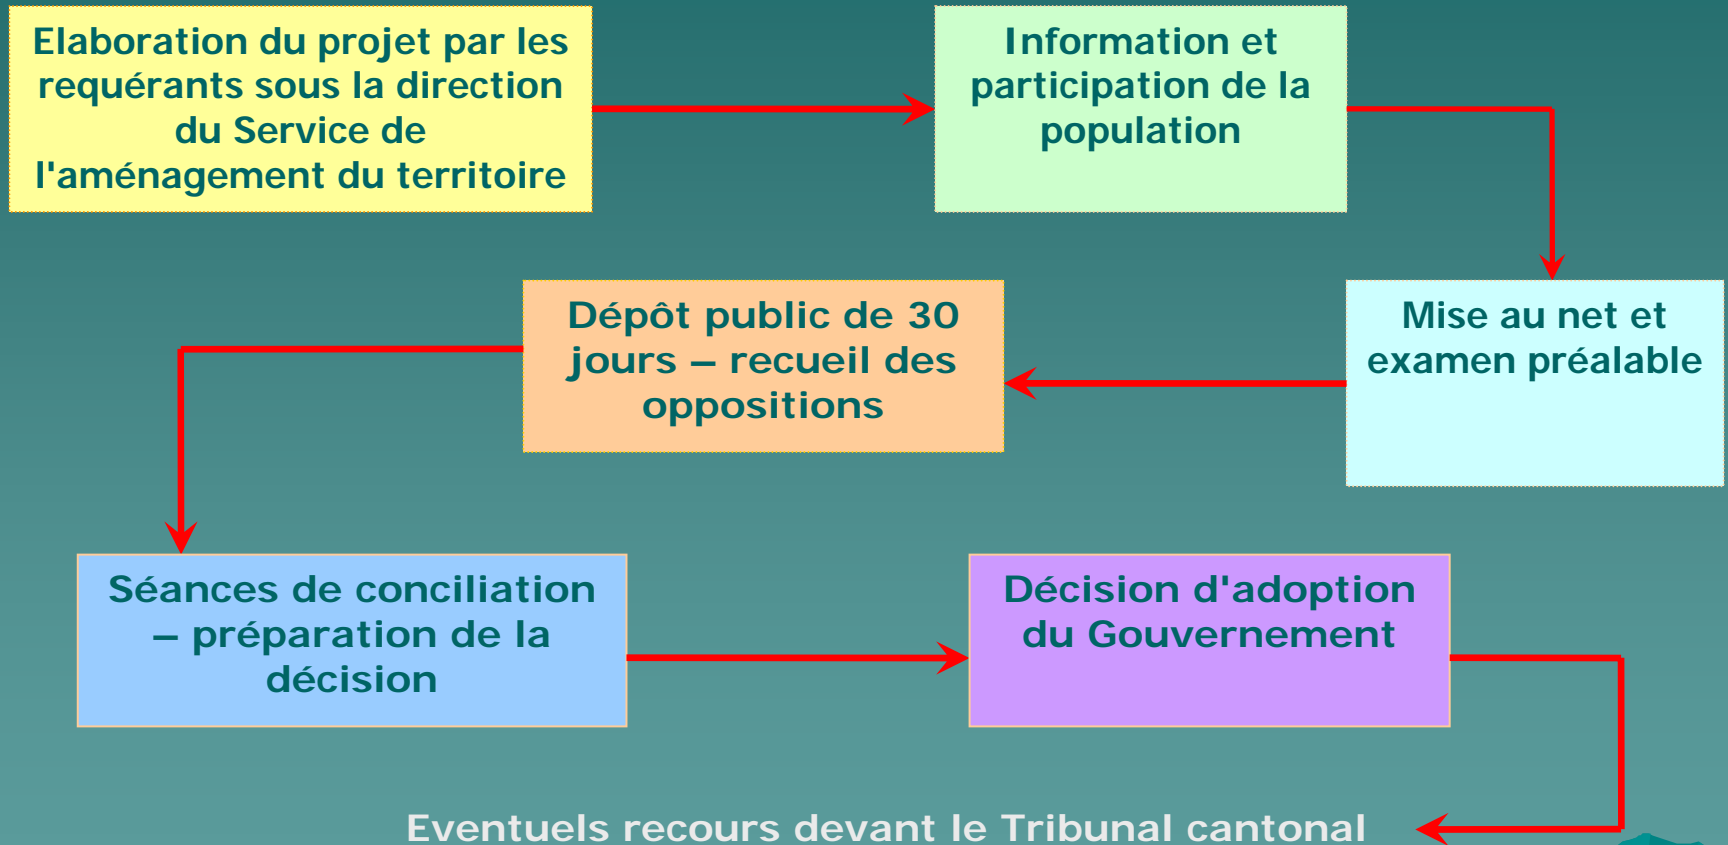 Elaboration du projet par les
requérants sous la direction
du Service de
l'aménagement du territoire
Information et
participation de la
population
Mise au net et
examen préalable
Dépôt public de 30
jours – recueil des
oppositions
Séances de conciliation
– préparation de la
décision
Décision d'adoption
du Gouvernement
Eventuels recours devant le Tribunal cantonal